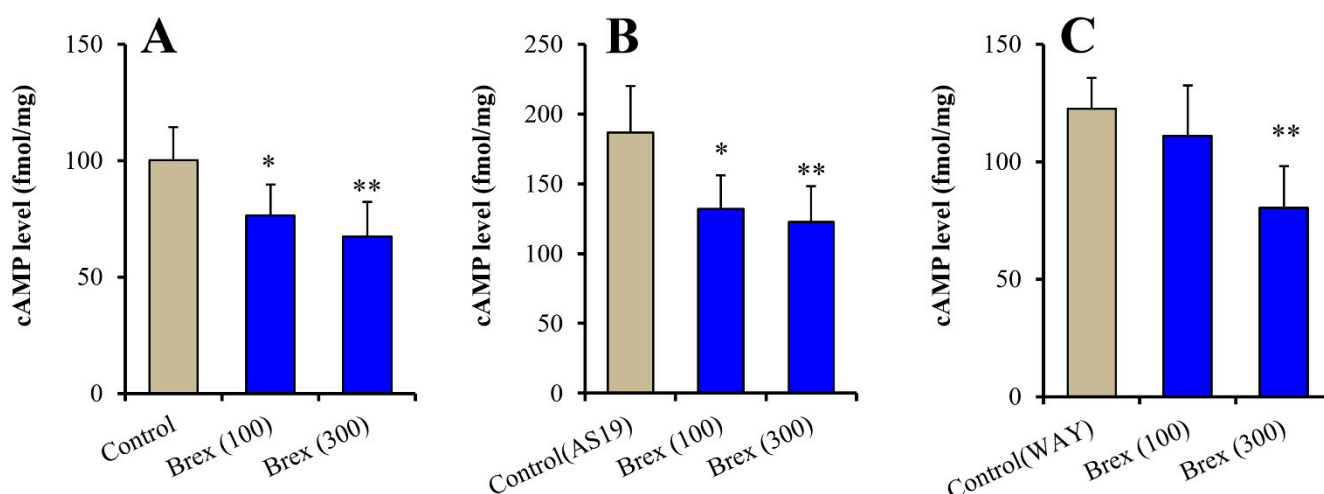 A
cAMP level (fmol/mg)
150
100
50
0
*
**
Control
Brex (100)
Brex (300)
B
cAMP level (fmol/mg)
250
200
150
100
50
0
*
**
Control(AS19)
Brex (100)
Brex (300)
C
cAMP level (fmol/mg)
150
100
50
0
**
Control(WAY)
Brex (100)
Brex (300)